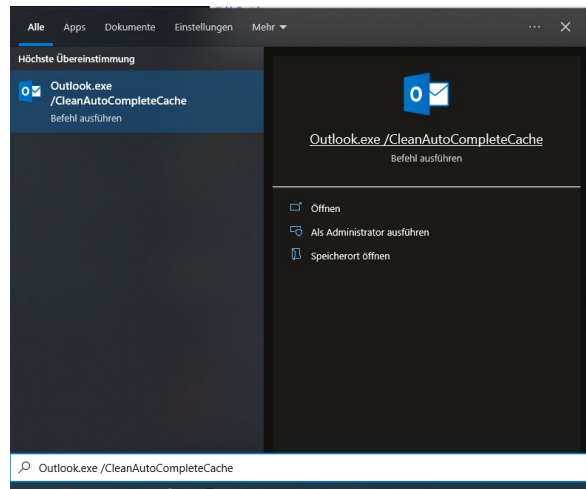 Alle Apps Dokumente Einstellungen Mehr
Höchste Übereinstimmung
Outlook.exe
/CleanAutoCompleteCache
Befehl ausführen
Outlook.exe /CleanAutoCompleteCache
Befehl ausführen
Öffnen
Als Administrator ausführen
Speicherort öffnen
Outlook.exe /CleanAutoCompleteCache